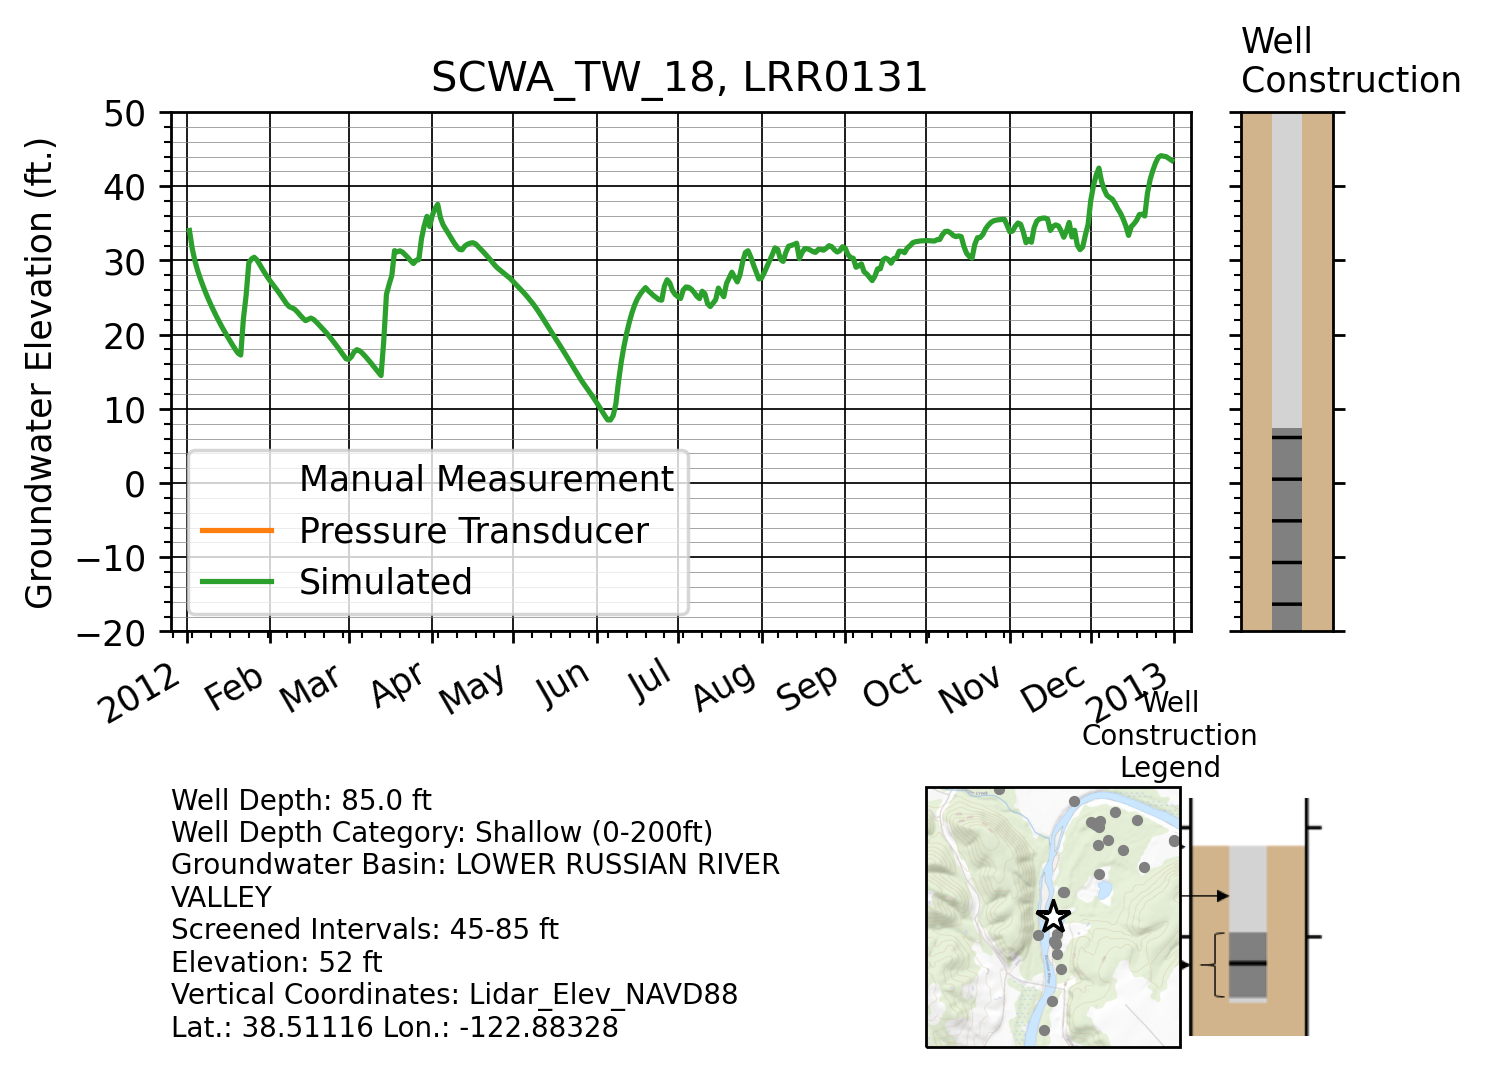 Well
Construction
SCWA_TW_18, LRR0131
Groundwater Elevation (ft.)
50
40
30
20
10
0
−10
−20
Manual Measurement
Pressure Transducer
Simulated
2012
Feb
Mar
Apr
May
Jun
Jul
Aug
Sep
Oct
Nov
Dec
2013
Well
Construction
Legend
Well Depth: 85.0 ft
Well Depth Category: Shallow (0-200ft)
Groundwater Basin: LOWER RUSSIAN RIVER
VALLEY
Screened Intervals: 45-85 ft
Elevation: 52 ft
Vertical Coordinates: Lidar_Elev_NAVD88
Lat.: 38.51116 Lon.: -122.88328